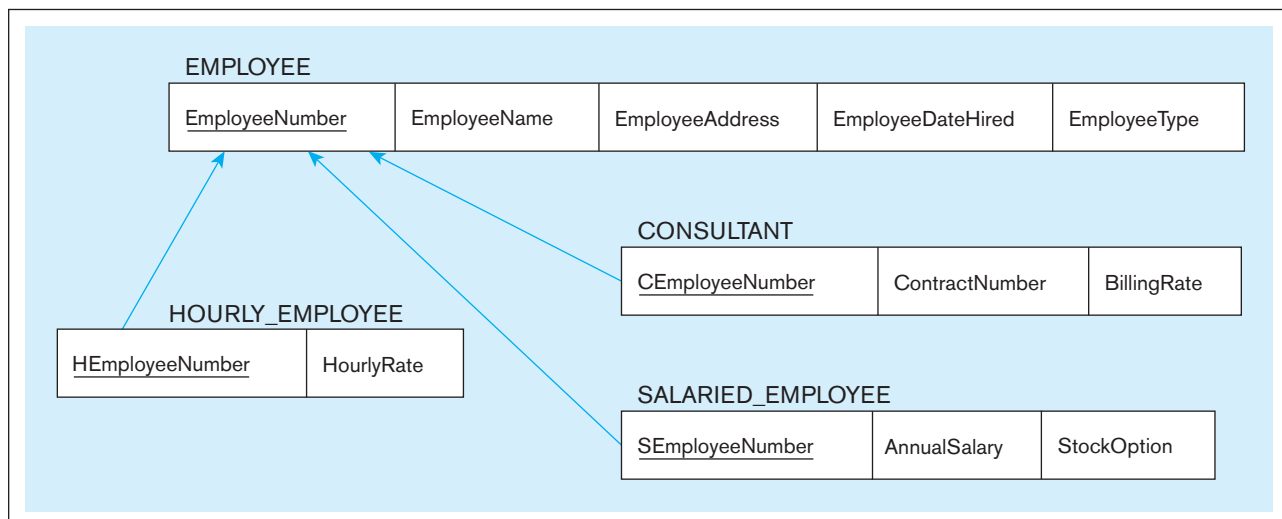 EMPLOYEE
EmployeeNumber EmployeeName EmployeeAddress EmployeeDateHired EmployeeType
CONSULTANT
CEmployeeNumber ContractNumber BillingRate
HOURLY_EMPLOYEE
HEmployeeNumber HourlyRate
SALARIED_EMPLOYEE
SEmployeeNumber AnnualSalary StockOption